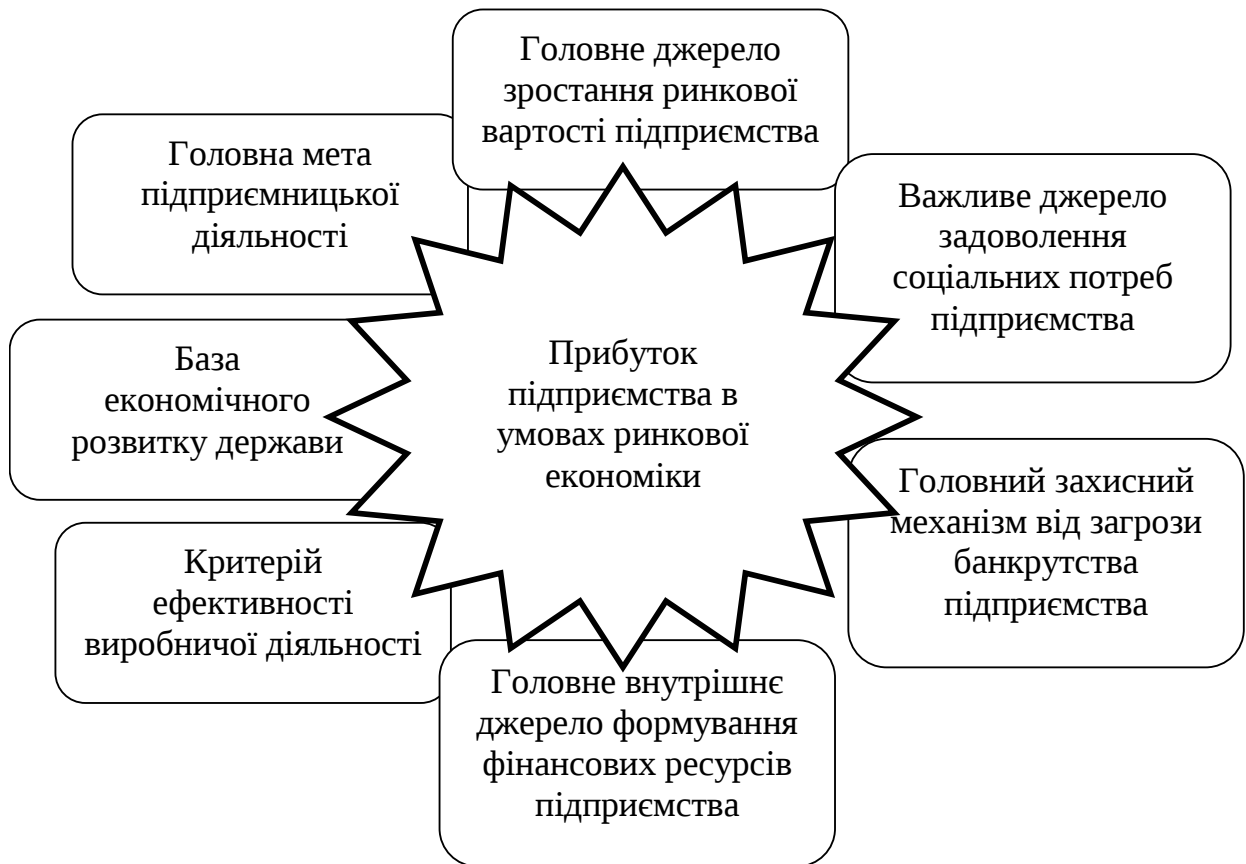 Головне джерело
зростання ринкової
вартості підприємства
Головна мета
підприємницької
діяльності
Важливе джерело
задоволення
соціальних потреб
підприємства
База
економічного
розвитку держави
Прибуток
підприємства в
умовах ринкової
економіки
Головний захисний
механізм від загрози
банкрутства
підприємства
Критерій
ефективності
виробничої діяльності
Головне внутрішнє
джерело формування
фінансових ресурсів
підприємства